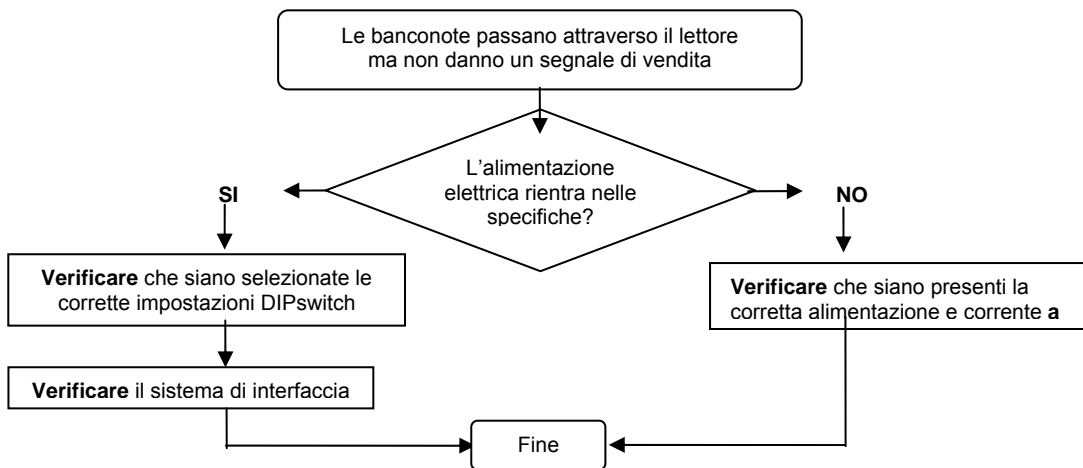 Le banconote passano attraverso il lettore
ma non danno un segnale di vendita
L'alimentazione
elettrica rientra nelle
specifiche?
SI
NO
Verificare che siano selezionate le
corrette impostazioni DIPswitch
Verificare che siano presenti la
corretta alimentazione e corrente a
Verificare il sistema di interfaccia
Fine